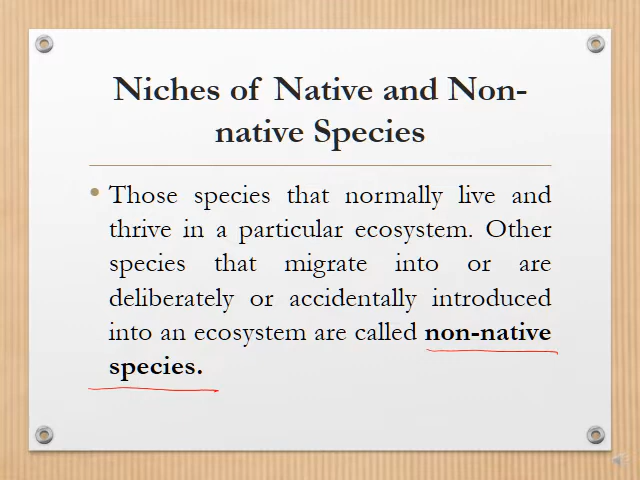 Niches of Native and Non-
native Species
• Those species that normally live and
thrive in a particular ecosystem. Other
species that migrate into or are
deliberately or accidentally introduced
into an ecosystem are called non-native
species.